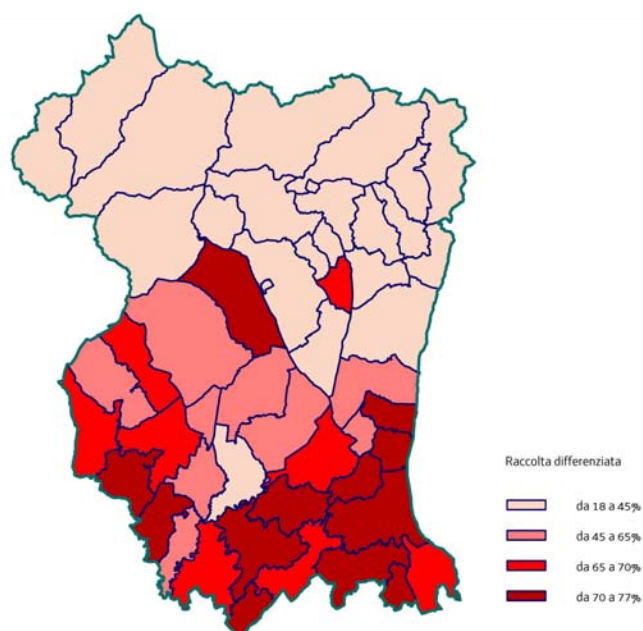 Raccolta differenziata
da 18 a 45%
da 45 a 65%
da 65 a 70%
da 70 a 77%